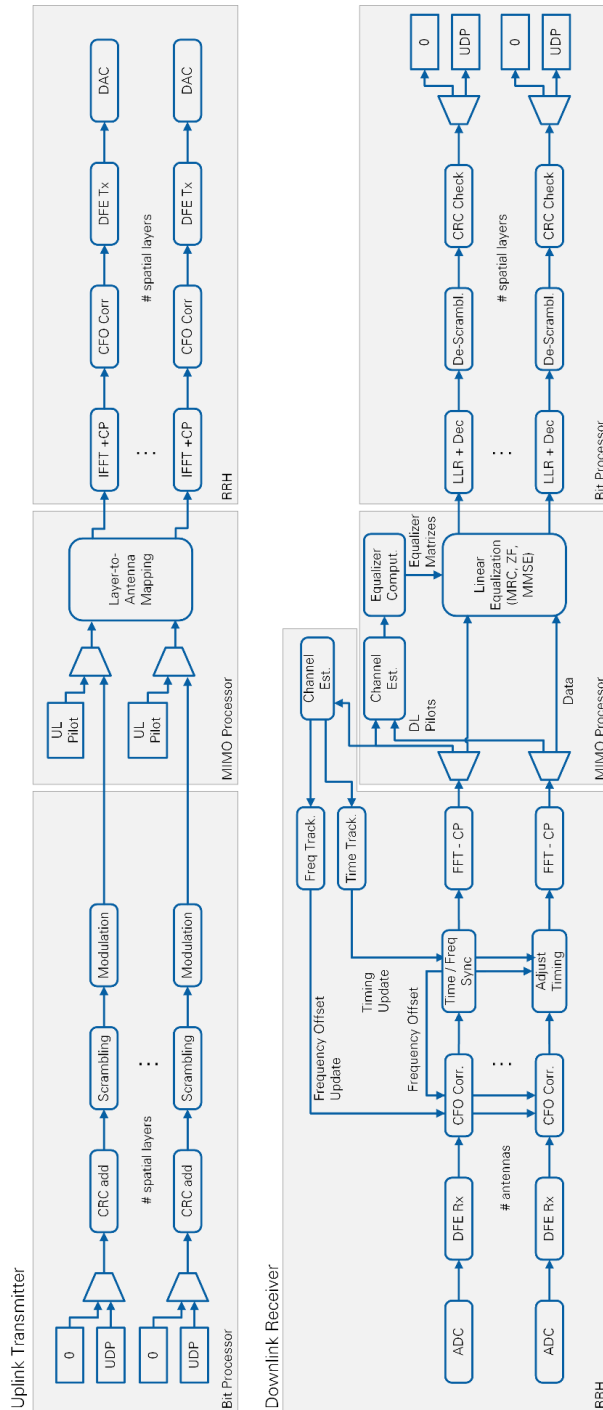 Uplink Transmitter
0
UDP
CRC add
Scrambling
Modulation
UL
Pilot
Layer-to-
Antenna
Mapping
IFFT +CP
CFO Corr
DFE Tx
DAC
# spatial layers
...
...
# spatial layers
0
UDP
CRC add
Scrambling
Modulation
UL
Pilot
IFFT +CP
CFO Corr
DFE Tx
DAC
Bit Processor
MIMO Processor
RRH
Downlink Receiver
Frequency Offset
Update
Freq Track.
Channel
Est.
Timing
Update
Time Track.
Frequency Offset
Channel
Est.
Equalizer
Comput.
DL
Pilots
Equalizer
Matrizes
ADC
DFE Rx
CFO Corr.
Time / Freq
Sync
FFT - CP
Linear
Equalization
(MRC, ZF,
MMSE)
LLR + Dec
De-Scrambl.
CRC Check
0
UDP
# antennas
...
Data
...
# spatial layers
ADC
DFE Rx
CFO Corr.
Adjust
Timing
FFT - CP
LLR + Dec
De-Scrambl.
CRC Check
0
UDP
RRH
MIMO Processor
Bit Processor